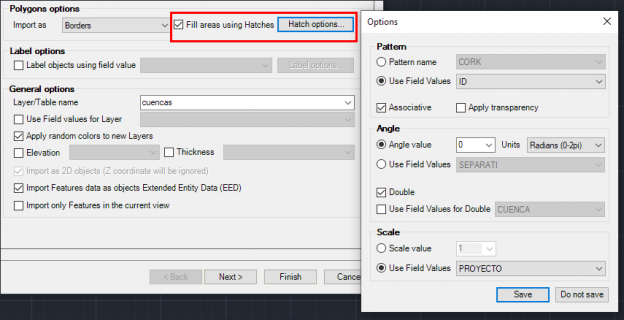 Polygons options
Import as Borders Fill areas using Hatches Hatch options...
Label options
Label objects using field value Label options...
General options
Layer/Table name cuencas
Use Field values for Layer
Apply random colors to new Layers
Elevation Thickness
Import as 2D objects (Z coordinate will be ignored)
Import Features data as objects Extended Entity Data (EED)
Import only Features in the current view
< Back Next > Finish Cance
Options
Pattern
Pattern name CORK
Use Field Values ID
Associative Apply transparency
Angle
Angle value 0 Units Radians (0-2pi)
Use Field Values SEPARATI
Double
Use Field Values for Double CUENCA
Scale
Scale value 1
Use Field Values PROYECTO
Save Do not save